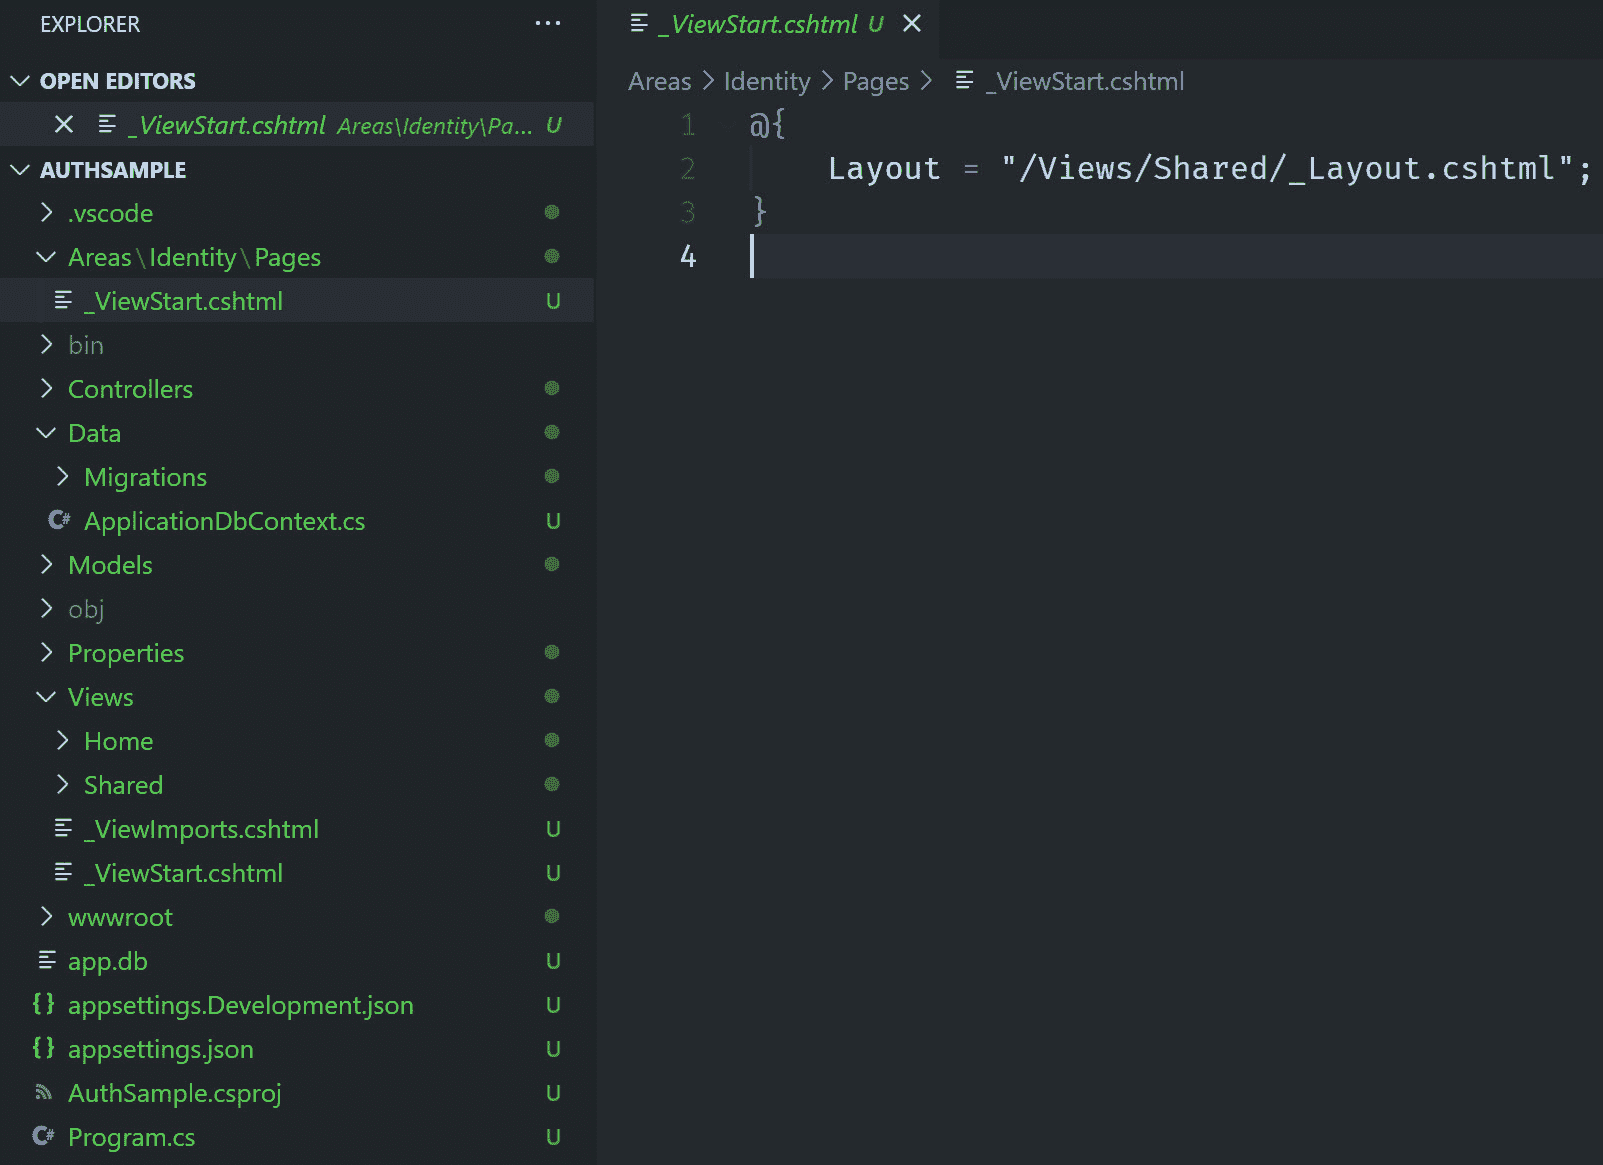 EXPLORER ···
OPEN EDITORS
_ViewStart.cshtml Areas\Identity\Pa... U
AUTHSAMPLE
.vscode
Areas\Identity\Pages
_ViewStart.cshtml U
bin
Controllers
Data
Migrations
C# ApplicationDbContext.cs U
Models
obj
Properties
Views
Home
Shared
_ViewImports.cshtml U
_ViewStart.cshtml U
wwwroot
app.db U
{} appsettings.Development.json U
{} appsettings.json U
AuthSample.csproj U
C# Program.cs U
_ViewStart.cshtml U
Areas > Identity > Pages > _ViewStart.cshtml
1 @{
2 Layout = "/Views/Shared/_Layout.cshtml";
3 }
4